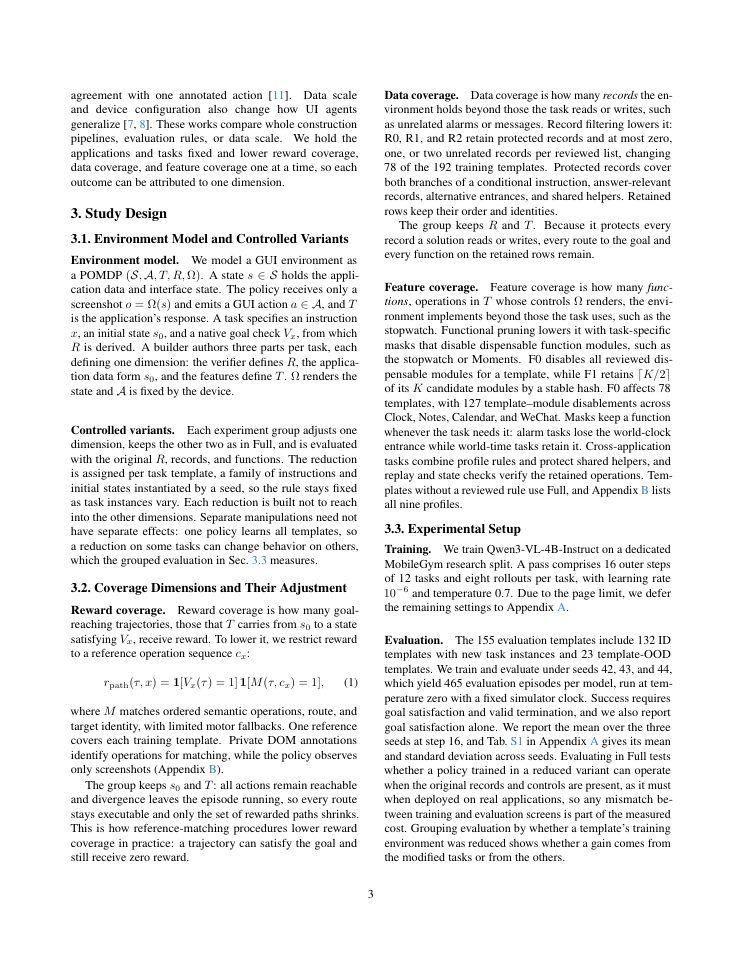 agreement with one annotated action [11]. Data scale
and device configuration also change how UI agents
generalize [7, 8]. These works compare whole construction
pipelines, evaluation rules, or data scale. We hold the
applications and tasks fixed and lower reward coverage,
data coverage, and feature coverage one at a time, so each
outcome can be attributed to one dimension.
3. Study Design
3.1. Environment Model and Controlled Variants
Environment model. We model a GUI environment as
a POMDP (𝒮, 𝒜, T, R, Ω). A state s ∈ 𝒮 holds the appli-
cation data and interface state. The policy receives only a
screenshot o = Ω(s) and emits a GUI action a ∈ 𝒜, and T
is the application's response. A task specifies an instruction
x, an initial state s₀, and a native goal check Vₓ, from which
R is derived. A builder authors three parts per task, each
defining one dimension: the verifier defines R, the applica-
tion data form s₀, and the features define T. Ω renders the
state and 𝒜 is fixed by the device.
Controlled variants. Each experiment group adjusts one
dimension, keeps the other two as in Full, and is evaluated
with the original R, records, and functions. The reduction
is assigned per task template, a family of instructions and
initial states instantiated by a seed, so the rule stays fixed
as task instances vary. Each reduction is built not to reach
into the other dimensions. Separate manipulations need not
have separate effects: one policy learns all templates, so
a reduction on some tasks can change behavior on others,
which the grouped evaluation in Sec. 3.3 measures.
3.2. Coverage Dimensions and Their Adjustment
Reward coverage. Reward coverage is how many goal-
reaching trajectories, those that T carries from s₀ to a state
satisfying Vₓ, receive reward. To lower it, we restrict reward
to a reference operation sequence cₓ:
r_path(τ, x) = 1[Vₓ(τ) = 1] 1[M(τ, cₓ) = 1], (1)
where M matches ordered semantic operations, route, and
target identity, with limited motor fallbacks. One reference
covers each training template. Private DOM annotations
identify operations for matching, while the policy observes
only screenshots (Appendix B).
The group keeps s₀ and T: all actions remain reachable
and divergence leaves the episode running, so every route
stays executable and only the set of rewarded paths shrinks.
This is how reference-matching procedures lower reward
coverage in practice: a trajectory can satisfy the goal and
still receive zero reward.
Data coverage. Data coverage is how many records the en-
vironment holds beyond those the task reads or writes, such
as unrelated alarms or messages. Record filtering lowers it:
R0, R1, and R2 retain protected records and at most zero,
one, or two unrelated records per reviewed list, changing
78 of the 192 training templates. Protected records cover
both branches of a conditional instruction, answer-relevant
records, alternative entrances, and shared helpers. Retained
rows keep their order and identities.
The group keeps R and T. Because it protects every
record a solution reads or writes, every route to the goal and
every function on the retained rows remain.
Feature coverage. Feature coverage is how many func-
tions, operations in T whose controls Ω renders, the envi-
ronment implements beyond those the task uses, such as the
stopwatch. Functional pruning lowers it with task-specific
masks that disable dispensable function modules, such as
the stopwatch or Moments. F0 disables all reviewed dis-
pensable modules for a template, while F1 retains ⌈K/2⌉
of its K candidate modules by a stable hash. F0 affects 78
templates, with 127 template–module disablements across
Clock, Notes, Calendar, and WeChat. Masks keep a function
whenever the task needs it: alarm tasks lose the world-clock
entrance while world-time tasks retain it. Cross-application
tasks combine profile rules and protect shared helpers, and
replay and state checks verify the retained operations. Tem-
plates without a reviewed rule use Full, and Appendix B lists
all nine profiles.
3.3. Experimental Setup
Training. We train Qwen3-VL-4B-Instruct on a dedicated
MobileGym research split. A pass comprises 16 outer steps
of 12 tasks and eight rollouts per task, with learning rate
10⁻⁶ and temperature 0.7. Due to the page limit, we defer
the remaining settings to Appendix A.
Evaluation. The 155 evaluation templates include 132 ID
templates with new task instances and 23 template-OOD
templates. We train and evaluate under seeds 42, 43, and 44,
which yield 465 evaluation episodes per model, run at tem-
perature zero with a fixed simulator clock. Success requires
goal satisfaction and valid termination, and we also report
goal satisfaction alone. We report the mean over the three
seeds at step 16, and Tab. S1 in Appendix A gives its mean
and standard deviation across seeds. Evaluating in Full tests
whether a policy trained in a reduced variant can operate
when the original records and controls are present, as it must
when deployed on real applications, so any mismatch be-
tween training and evaluation screens is part of the measured
cost. Grouping evaluation by whether a template's training
environment was reduced shows whether a gain comes from
the modified tasks or from the others.
3